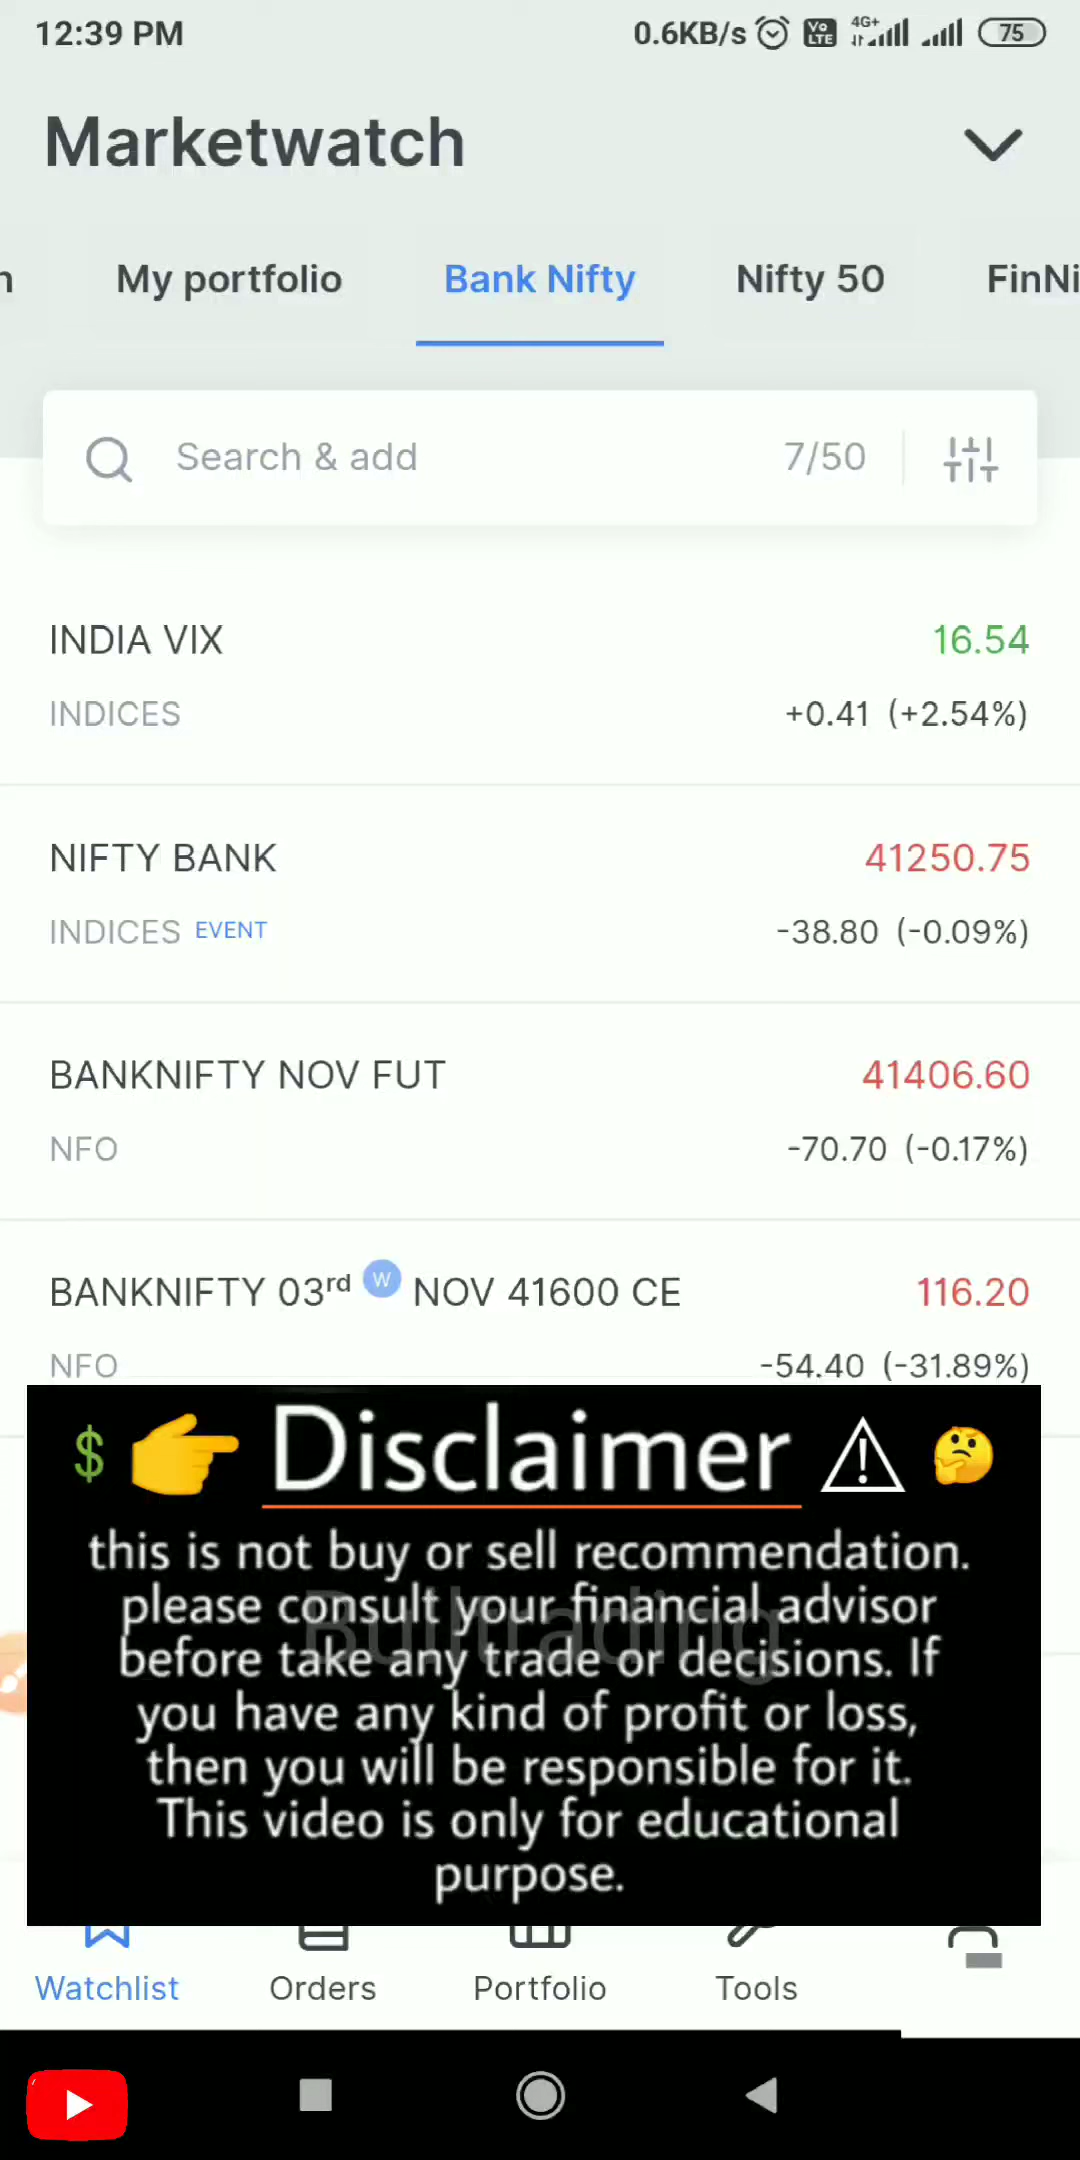 12:39 PM 0.6KB/s Vo LTE 4G+ 75
Marketwatch
n My portfolio Bank Nifty Nifty 50 FinNi
Search & add 7/50
INDIA VIX 16.54
INDICES +0.41 (+2.54%)
NIFTY BANK 41250.75
INDICES EVENT -38.80 (-0.09%)
BANKNIFTY NOV FUT 41406.60
NFO -70.70 (-0.17%)
BANKNIFTY 03rd W NOV 41600 CE 116.20
NFO -54.40 (-31.89%)
$ 👉 Disclaimer ⚠ 🤔
this is not buy or sell recommendation.
please consult your financial advisor
Bulltrading
before take any trade or decisions. If
you have any kind of profit or loss,
then you will be responsible for it.
This video is only for educational
purpose.
Watchlist Orders Portfolio Tools